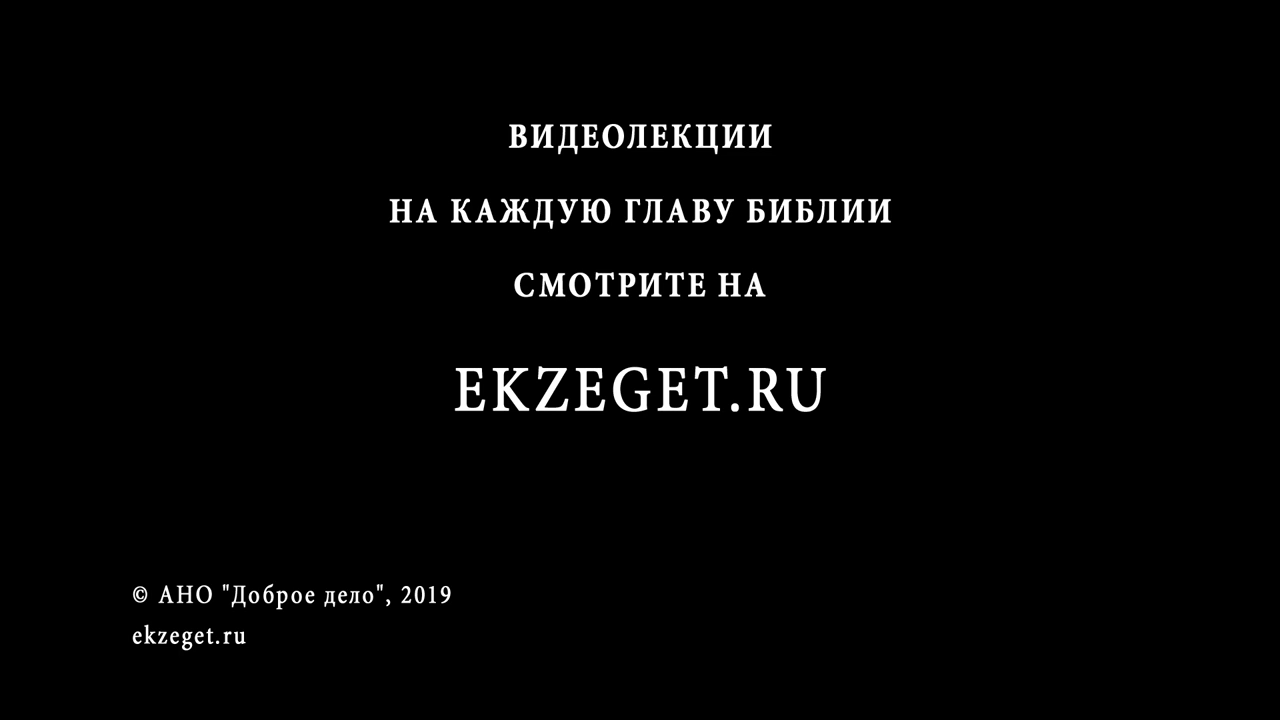 ВИДЕОЛЕКЦИИ
НА КАЖДУЮ ГЛАВУ БИБЛИИ
СМОТРИТЕ НА
EKZEGET.RU
© АНО "Доброе дело", 2019
ekzeget.ru